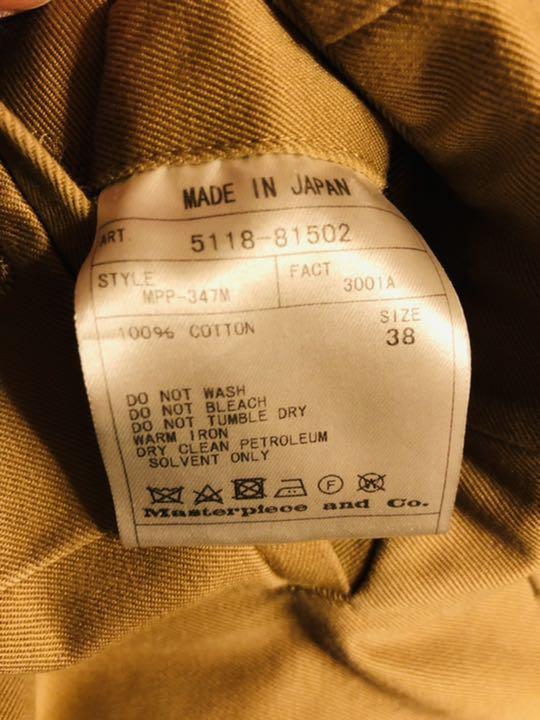 MADE IN JAPAN
ART. 5118-81502
STYLE FACT
MPP-347M 3001A
100% COTTON SIZE
38
DO NOT WASH
DO NOT BLEACH
DO NOT TUMBLE DRY
WARM IRON
DRY CLEAN PETROLEUM
SOLVENT ONLY
F W
Masterpiece and Co.